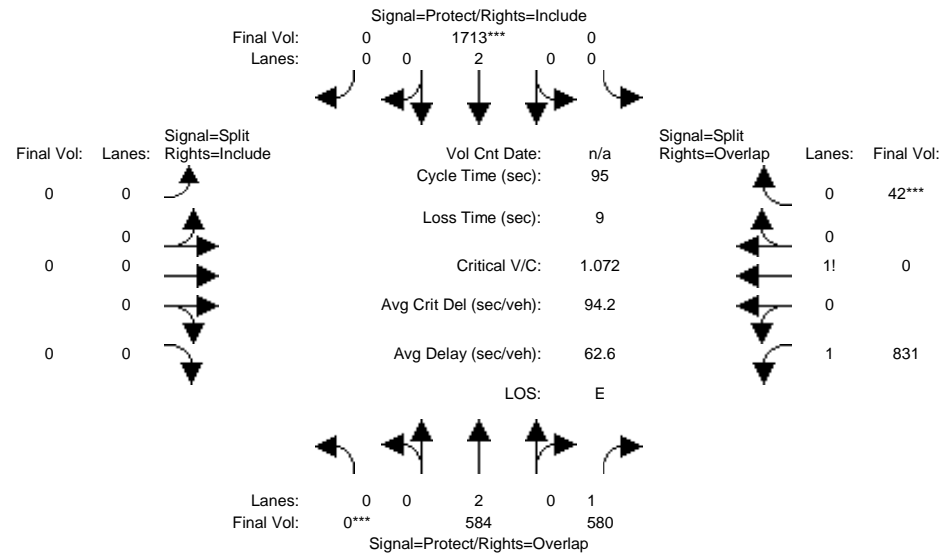 Signal=Protect/Rights=Include
Final Vol: 0 1713*** 0
Lanes: 0 0 2 0 0
Signal=Split Signal=Split
Final Vol: Lanes: Rights=Include Vol Cnt Date: n/a Rights=Overlap Lanes: Final Vol:
Cycle Time (sec): 95
0 0 0 42***
Loss Time (sec): 9
0 0
0 0 Critical V/C: 1.072 1! 0
0 Avg Crit Del (sec/veh): 94.2 0
0 0 Avg Delay (sec/veh): 62.6 1 831
LOS: E
Lanes: 0 0 2 0 1
Final Vol: 0*** 584 580
Signal=Protect/Rights=Overlap